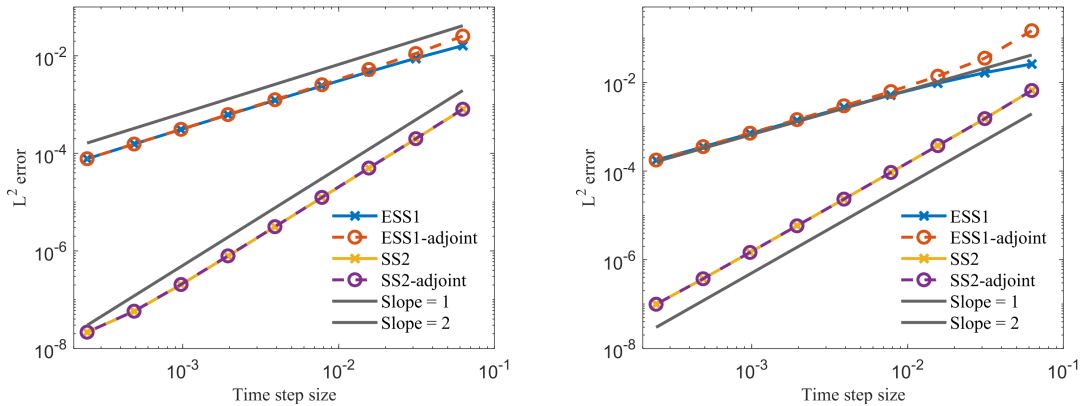 10^-2
10^-4
10^-6
10^-8
L^2 error
ESS1
ESS1-adjoint
SS2
SS2-adjoint
Slope = 1
Slope = 2
10^-3
10^-2
10^-1
Time step size
10^-2
10^-4
10^-6
10^-8
L^2 error
ESS1
ESS1-adjoint
SS2
SS2-adjoint
Slope = 1
Slope = 2
10^-3
10^-2
10^-1
Time step size